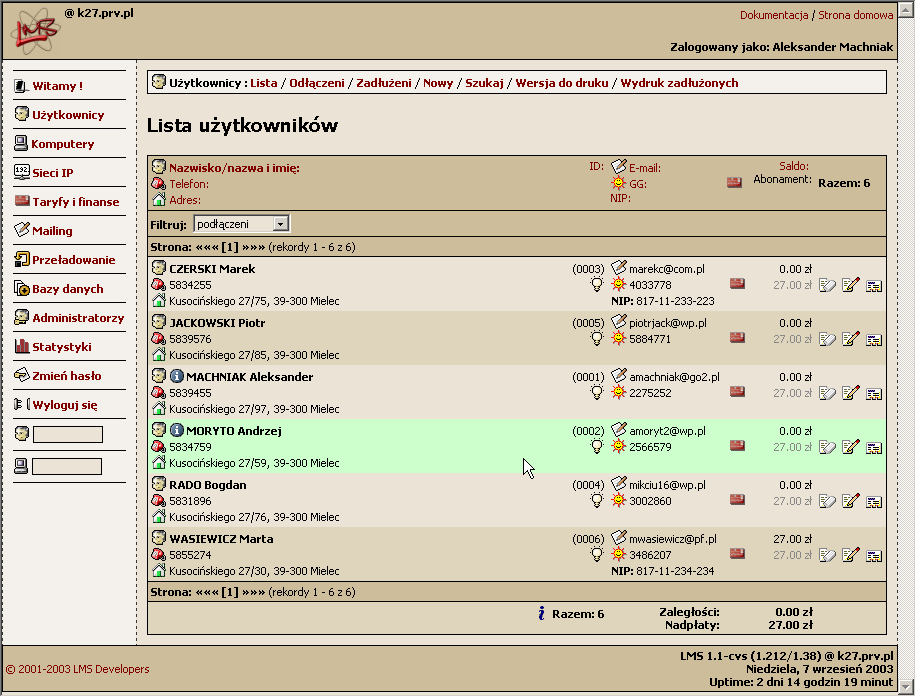 LMS @ k27.prv.pl
Dokumentacja / Strona domowa
Zalogowany jako: Aleksander Machniak
Witamy !
Użytkownicy
Komputery
Sieci IP
Taryfy i finanse
Mailing
Przeładowanie
Bazy danych
Administratorzy
Statystyki
Zmień hasło
Wyloguj się
Użytkownicy : Lista / Odłączeni / Zadłużeni / Nowy / Szukaj / Wersja do druku / Wydruk zadłużonych
Lista użytkowników
Nazwisko/nazwa i imię: ID: E-mail: Saldo:
Telefon: GG: Abonament: Razem: 6
Adres: NIP:
Filtruj: podłączeni
Strona: ««« [1] »»» (rekordy 1 - 6 z 6)
CZERSKI Marek (0003) marekc@com.pl 0.00 zł
5834255 4033778 27.00 zł
Kusocińskiego 27/75, 39-300 Mielec NIP: 817-11-233-223
JACKOWSKI Piotr (0005) piotrjack@wp.pl 0.00 zł
5839576 5884771 27.00 zł
Kusocińskiego 27/85, 39-300 Mielec
MACHNIAK Aleksander (0001) amachniak@go2.pl 0.00 zł
5839455 2275252 27.00 zł
Kusocińskiego 27/97, 39-300 Mielec
MORYTO Andrzej (0002) amoryt2@wp.pl 0.00 zł
5834759 2566579 27.00 zł
Kusocińskiego 27/59, 39-300 Mielec
RADO Bogdan (0004) mikciu16@wp.pl 0.00 zł
5831896 3002860 27.00 zł
Kusocińskiego 27/76, 39-300 Mielec
WASIEWICZ Marta (0006) mwasiewicz@pf.pl 27.00 zł
5855274 3486207 27.00 zł
Kusocińskiego 27/30, 39-300 Mielec NIP: 817-11-234-234
Strona: ««« [1] »»» (rekordy 1 - 6 z 6)
Razem: 6 Zaległości: 0.00 zł
Nadpłaty: 27.00 zł
© 2001-2003 LMS Developers
LMS 1.1-cvs (1.212/1.38) @ k27.prv.pl
Niedziela, 7 wrzesień 2003
Uptime: 2 dni 14 godzin 19 minut